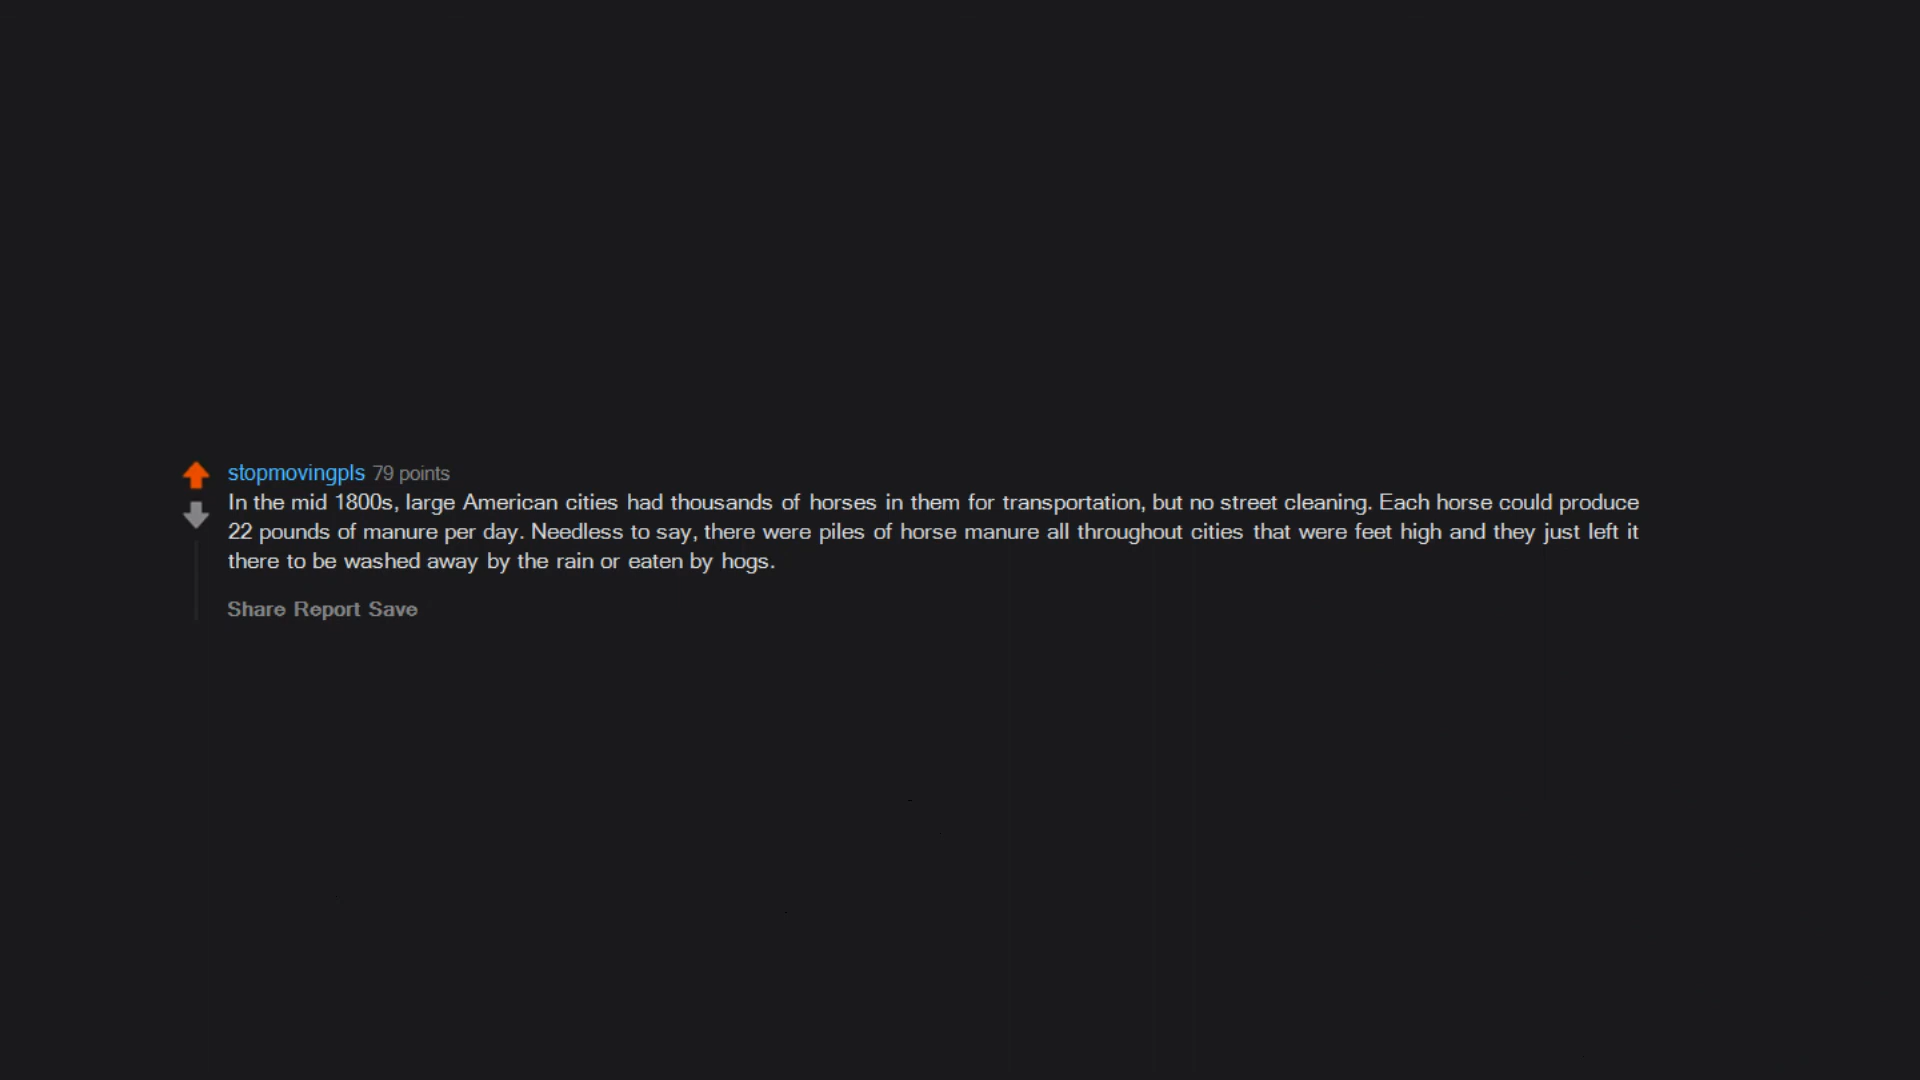 stopmovingpls 79 points
In the mid 1800s, large American cities had thousands of horses in them for transportation, but no street cleaning. Each horse could produce
22 pounds of manure per day. Needless to say, there were piles of horse manure all throughout cities that were feet high and they just left it
there to be washed away by the rain or eaten by hogs.
Share Report Save